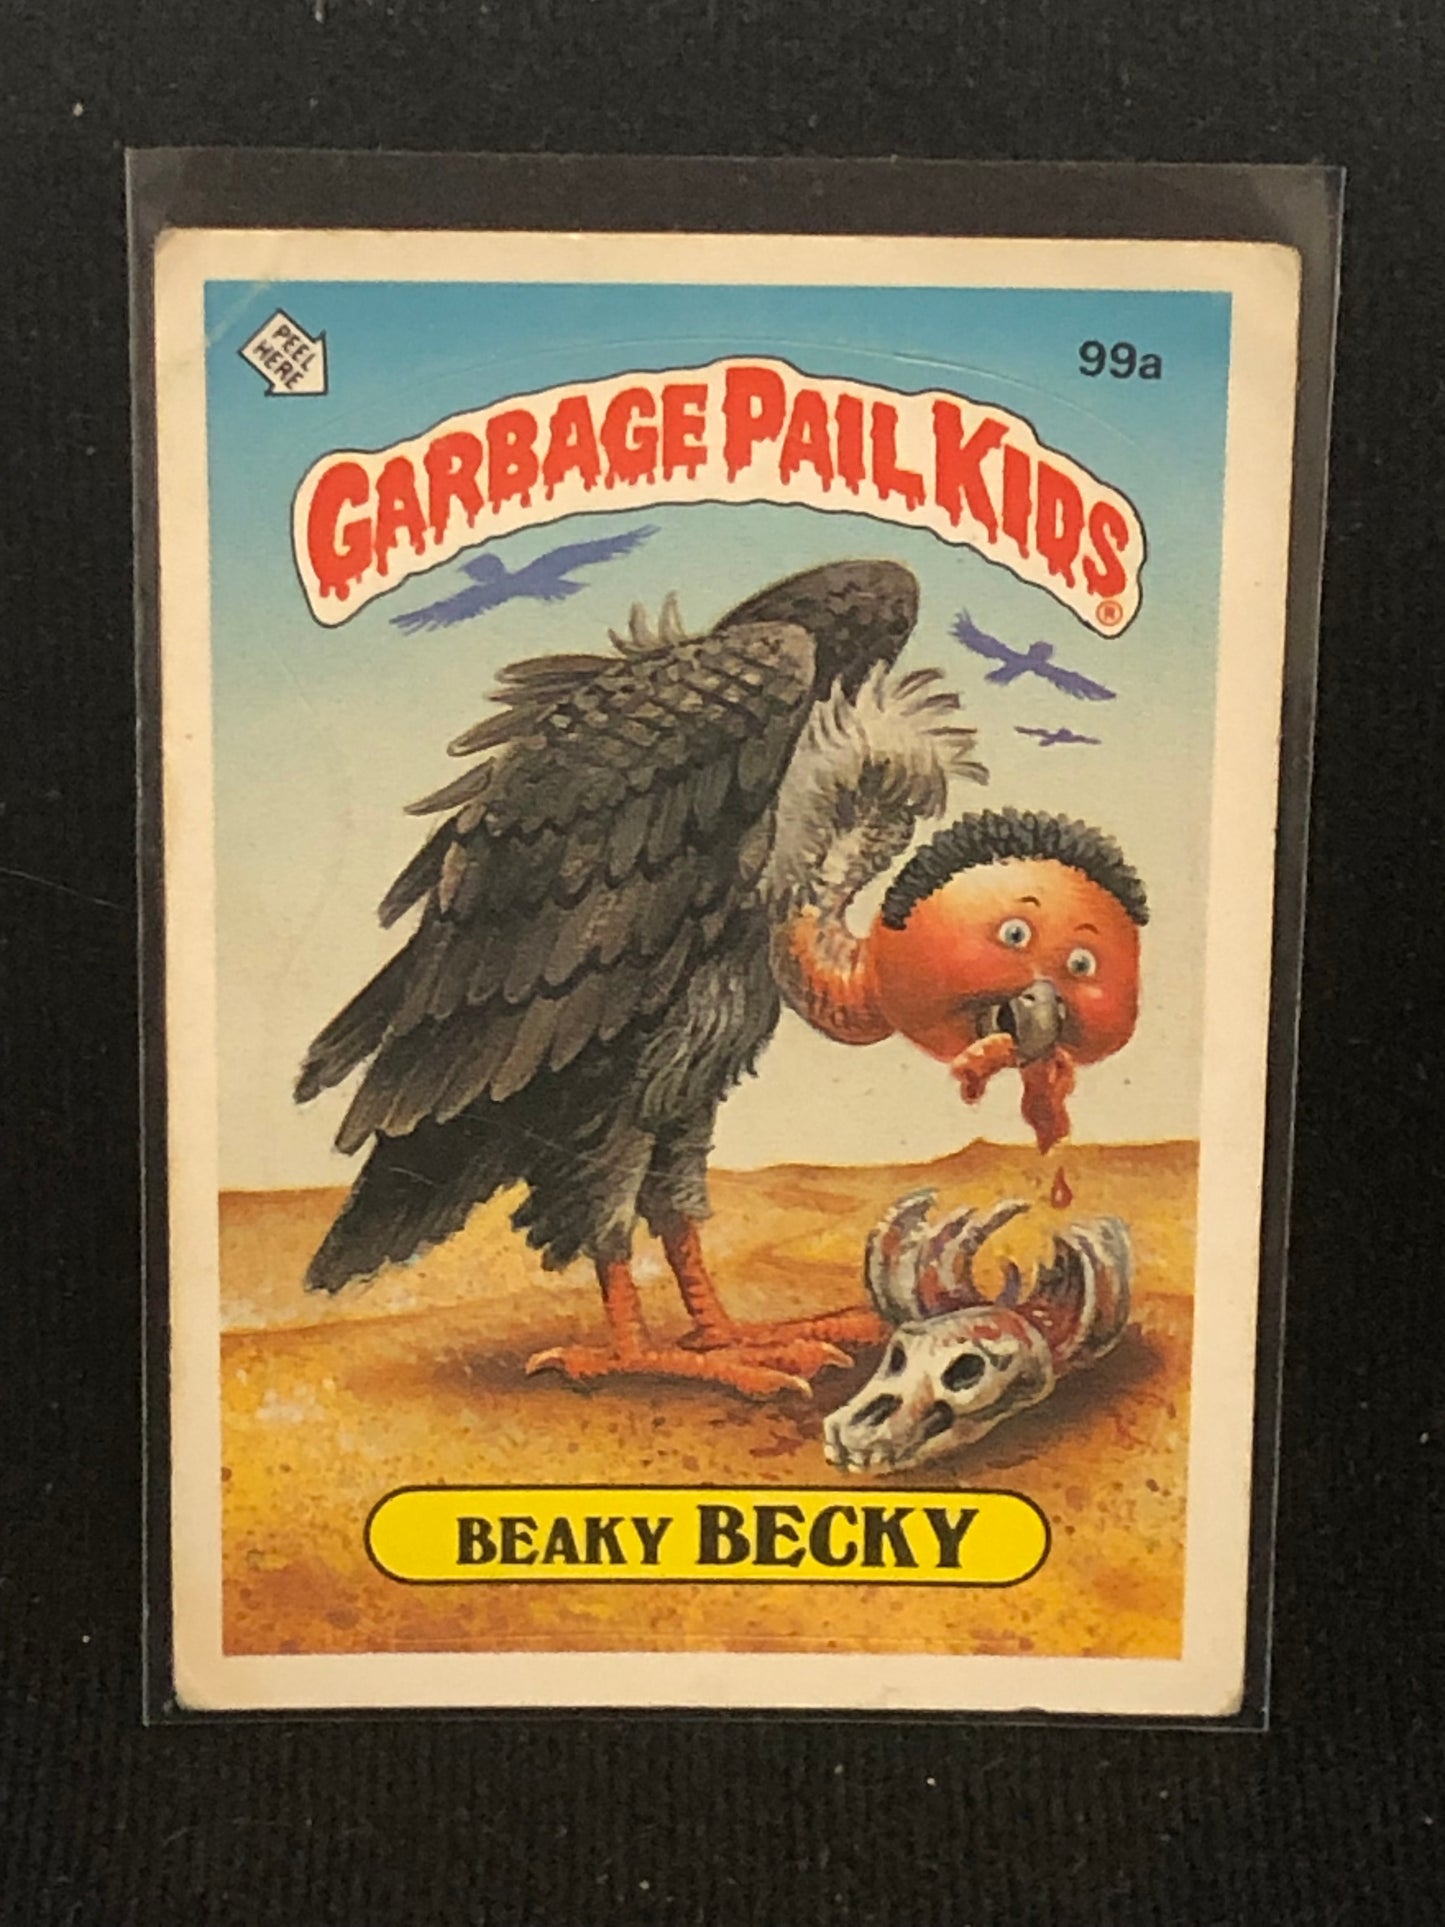 PEEL
HERE
99a
GARBAGE PAIL KIDS
®
BEAKY BECKY